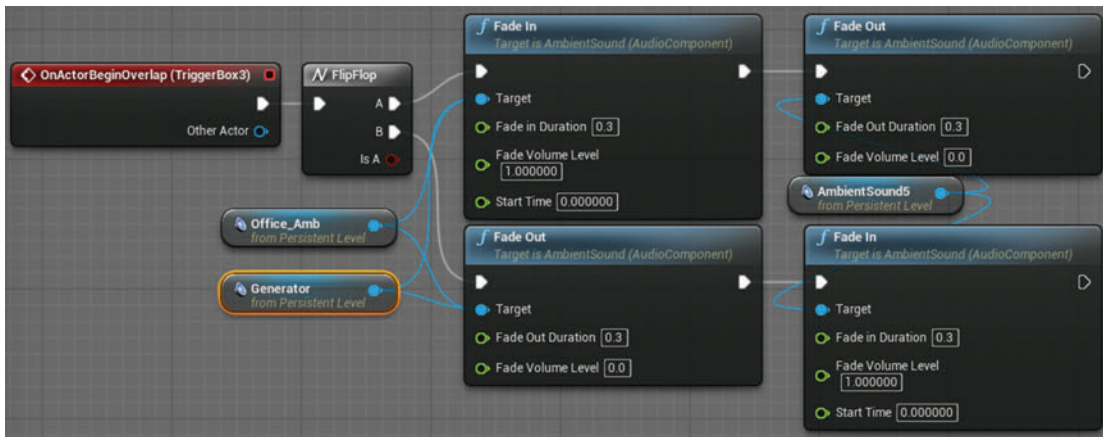 OnActorBeginOverlap (TriggerBox3)
Other Actor
FlipFlop
A
B
Is A
Office_Amb
from Persistent Level
Generator
from Persistent Level
Fade In
Target is AmbientSound (AudioComponent)
Target
Fade in Duration 0.3
Fade Volume Level
1.000000
Start Time 0.000000
Fade Out
Target is AmbientSound (AudioComponent)
Target
Fade Out Duration 0.3
Fade Volume Level 0.0
Fade Out
Target is AmbientSound (AudioComponent)
Target
Fade Out Duration 0.3
Fade Volume Level 0.0
AmbientSound5
from Persistent Level
Fade In
Target is AmbientSound (AudioComponent)
Target
Fade in Duration 0.3
Fade Volume Level
1.000000
Start Time 0.000000